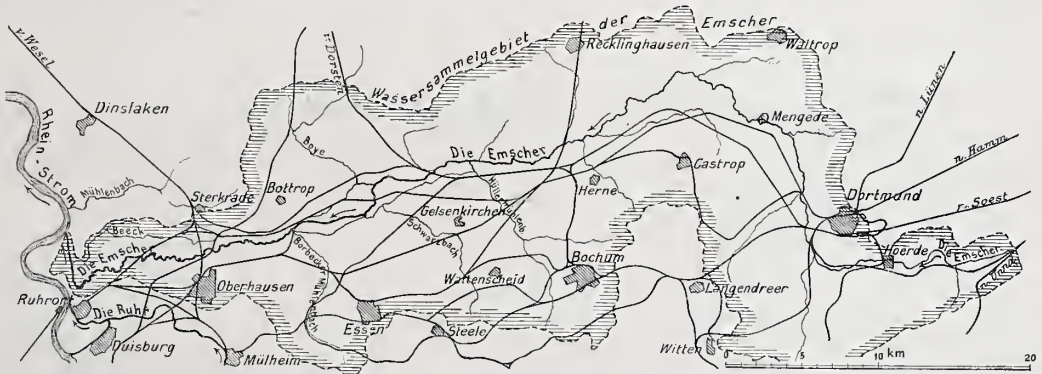 v. Wesel
v. Dorsten
Wassersammelgebiet der Emscher
Recklinghausen
Waltrop
Dinslaken
n. Lünen
Rhein-Strom
Mengede
n. Hamm
Boye
Die Emscher
Mühlenbach
Castrop
Sterkrade
Bottrop
Herne
Dortmund
Gelsenkirchen
Schwarzbach
v. Soest
Beeck
Die Emscher
Hoerde
Die Emscher
Borbecker Mühlenbach
Wattenscheid
Bochum
Oberhausen
Langendreer
Ruhrort
Die Ruhr
Essen
Steele
Duisburg
Mülheim
Witten
0 5 10 km 20